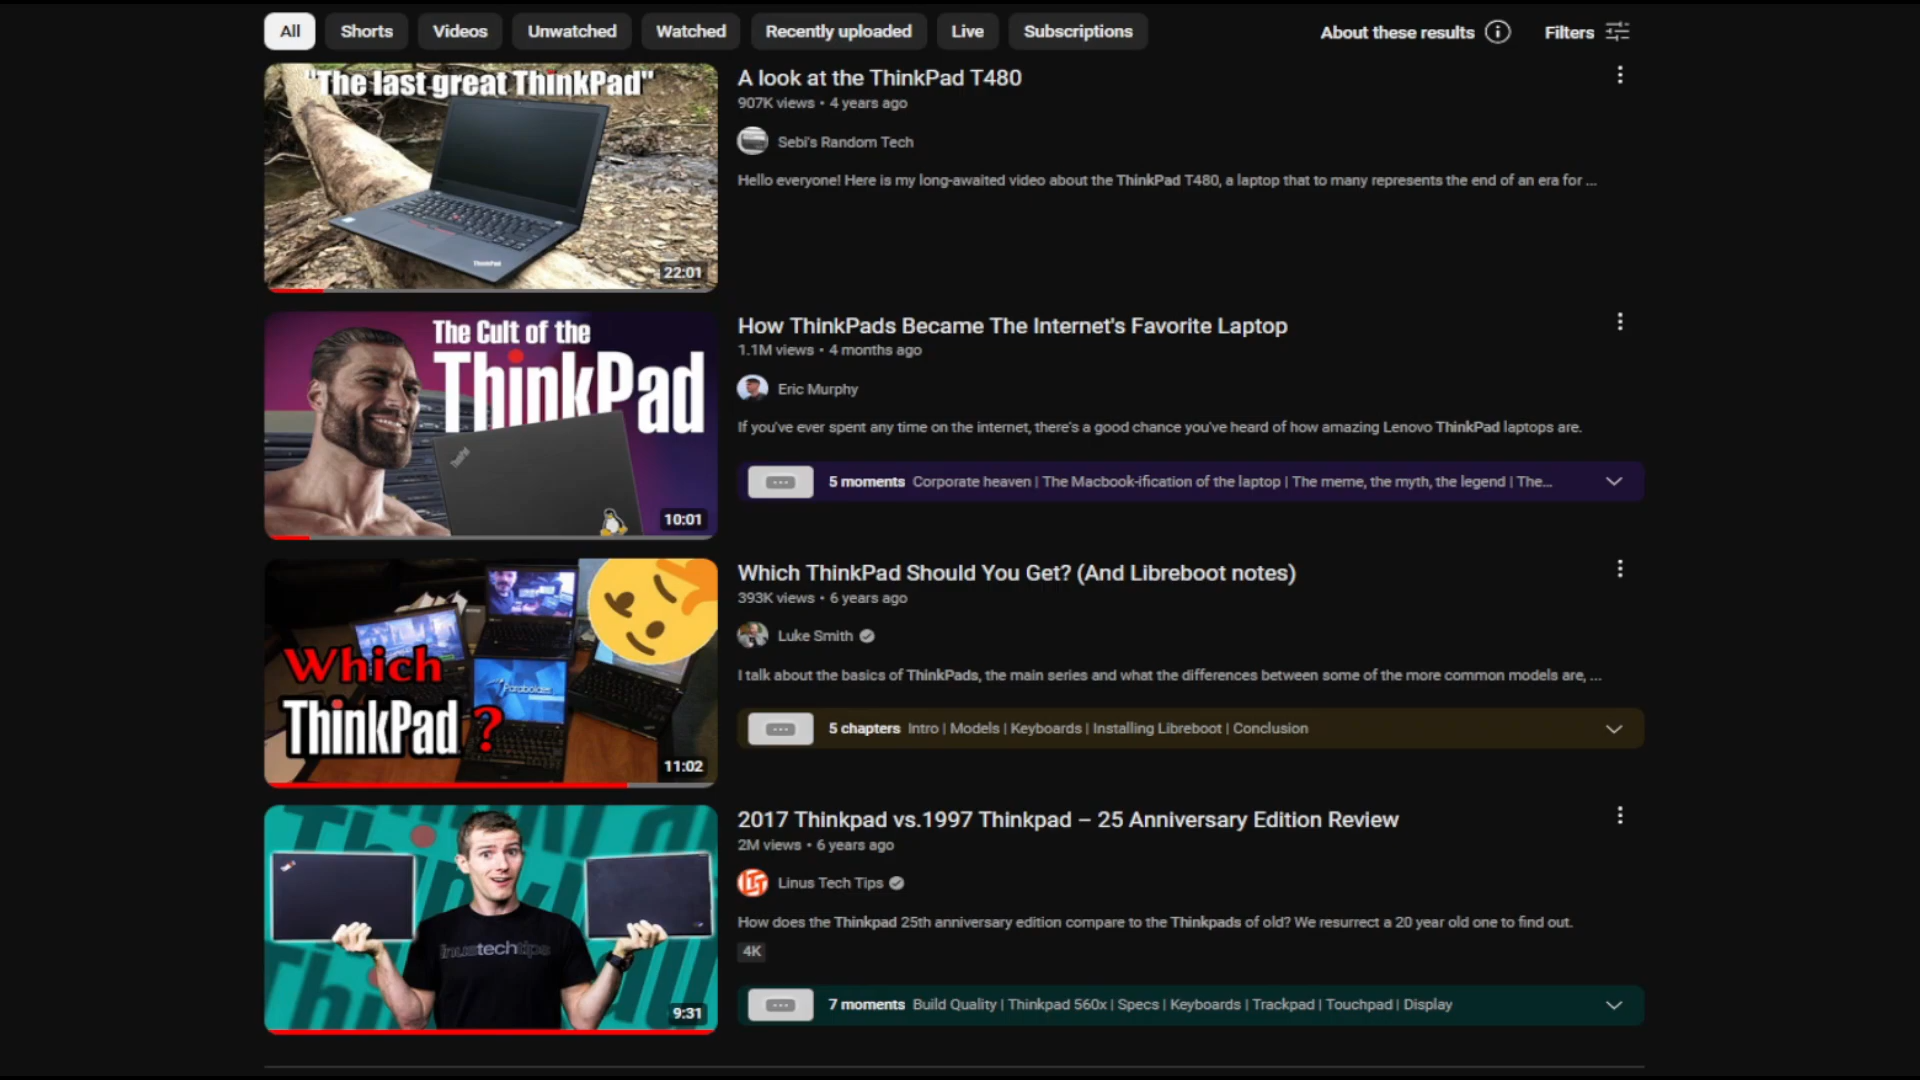 All
Shorts
Videos
Unwatched
Watched
Recently uploaded
Live
Subscriptions
About these results
Filters
"The last great ThinkPad"
ThinkPad
22:01
A look at the ThinkPad T480
907K views • 4 years ago
Sebi's Random Tech
Hello everyone! Here is my long-awaited video about the ThinkPad T480, a laptop that to many represents the end of an era for ...
The Cult of the
ThinkPad
ThinkPad
10:01
How ThinkPads Became The Internet's Favorite Laptop
1.1M views • 4 months ago
Eric Murphy
If you've ever spent any time on the internet, there's a good chance you've heard of how amazing Lenovo ThinkPad laptops are.
5 moments Corporate heaven | The Macbook-ification of the laptop | The meme, the myth, the legend | The...
Which
ThinkPad ?
Parabola
11:02
Which ThinkPad Should You Get? (And Libreboot notes)
393K views • 6 years ago
Luke Smith
I talk about the basics of ThinkPads, the main series and what the differences between some of the more common models are, ...
5 chapters Intro | Models | Keyboards | Installing Libreboot | Conclusion
linustechtips
9:31
2017 Thinkpad vs.1997 Thinkpad – 25 Anniversary Edition Review
2M views • 6 years ago
Linus Tech Tips
How does the Thinkpad 25th anniversary edition compare to the Thinkpads of old? We resurrect a 20 year old one to find out.
4K
7 moments Build Quality | Thinkpad 560x | Specs | Keyboards | Trackpad | Touchpad | Display